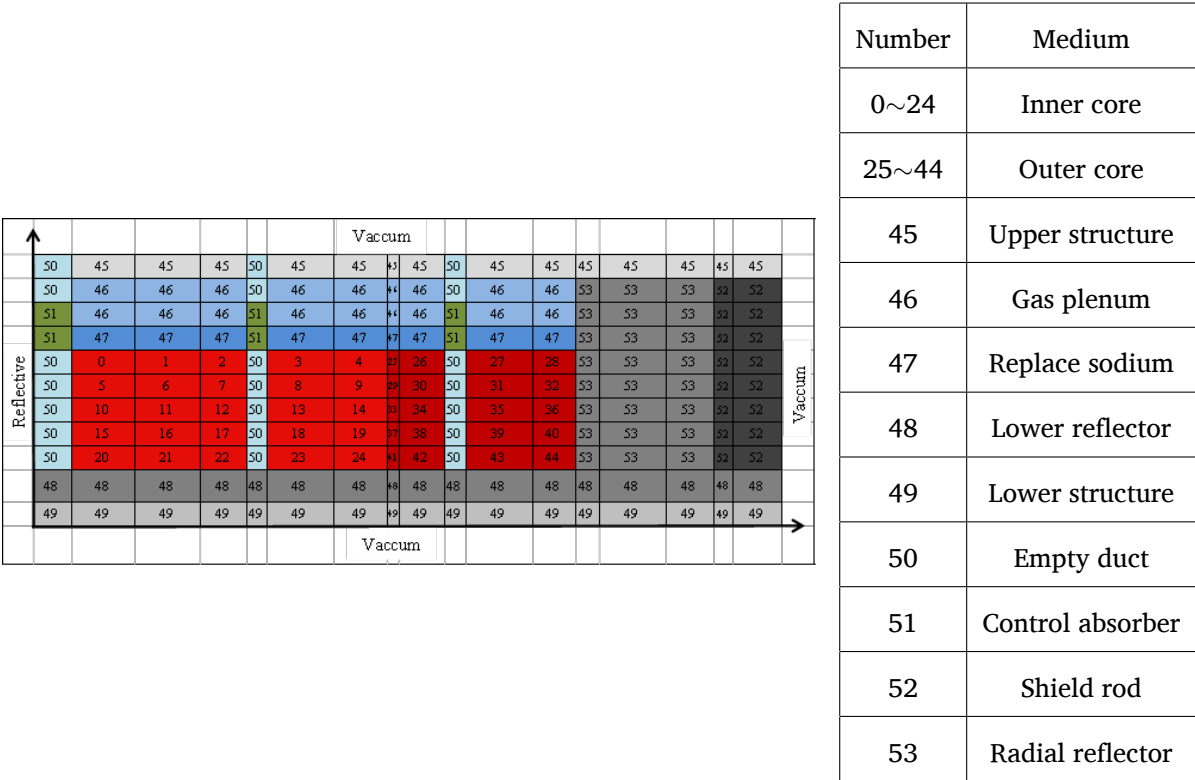 Vaccum
50 45 45 45 50 45 45 45 45 50 45 45 45 45 45 45 45
50 46 46 46 50 46 46 46 46 50 46 46 53 53 53 52 52
51 46 46 46 51 46 46 46 46 51 46 46 53 53 53 52 52
51 47 47 47 51 47 47 47 47 51 47 47 53 53 53 52 52
50 0 1 2 50 3 4 25 26 50 27 28 53 53 53 52 52
50 5 6 7 50 8 9 29 30 50 31 32 53 53 53 52 52
50 10 11 12 50 13 14 33 34 50 35 36 53 53 53 52 52
50 15 16 17 50 18 19 37 38 50 39 40 53 53 53 52 52
50 20 21 22 50 23 24 41 42 50 43 44 53 53 53 52 52
48 48 48 48 48 48 48 48 48 48 48 48 48 48 48 48 48
49 49 49 49 49 49 49 49 49 49 49 49 49 49 49 49 49
Reflective
Vaccum
Vaccum
Number Medium
0~24 Inner core
25~44 Outer core
45 Upper structure
46 Gas plenum
47 Replace sodium
48 Lower reflector
49 Lower structure
50 Empty duct
51 Control absorber
52 Shield rod
53 Radial reflector